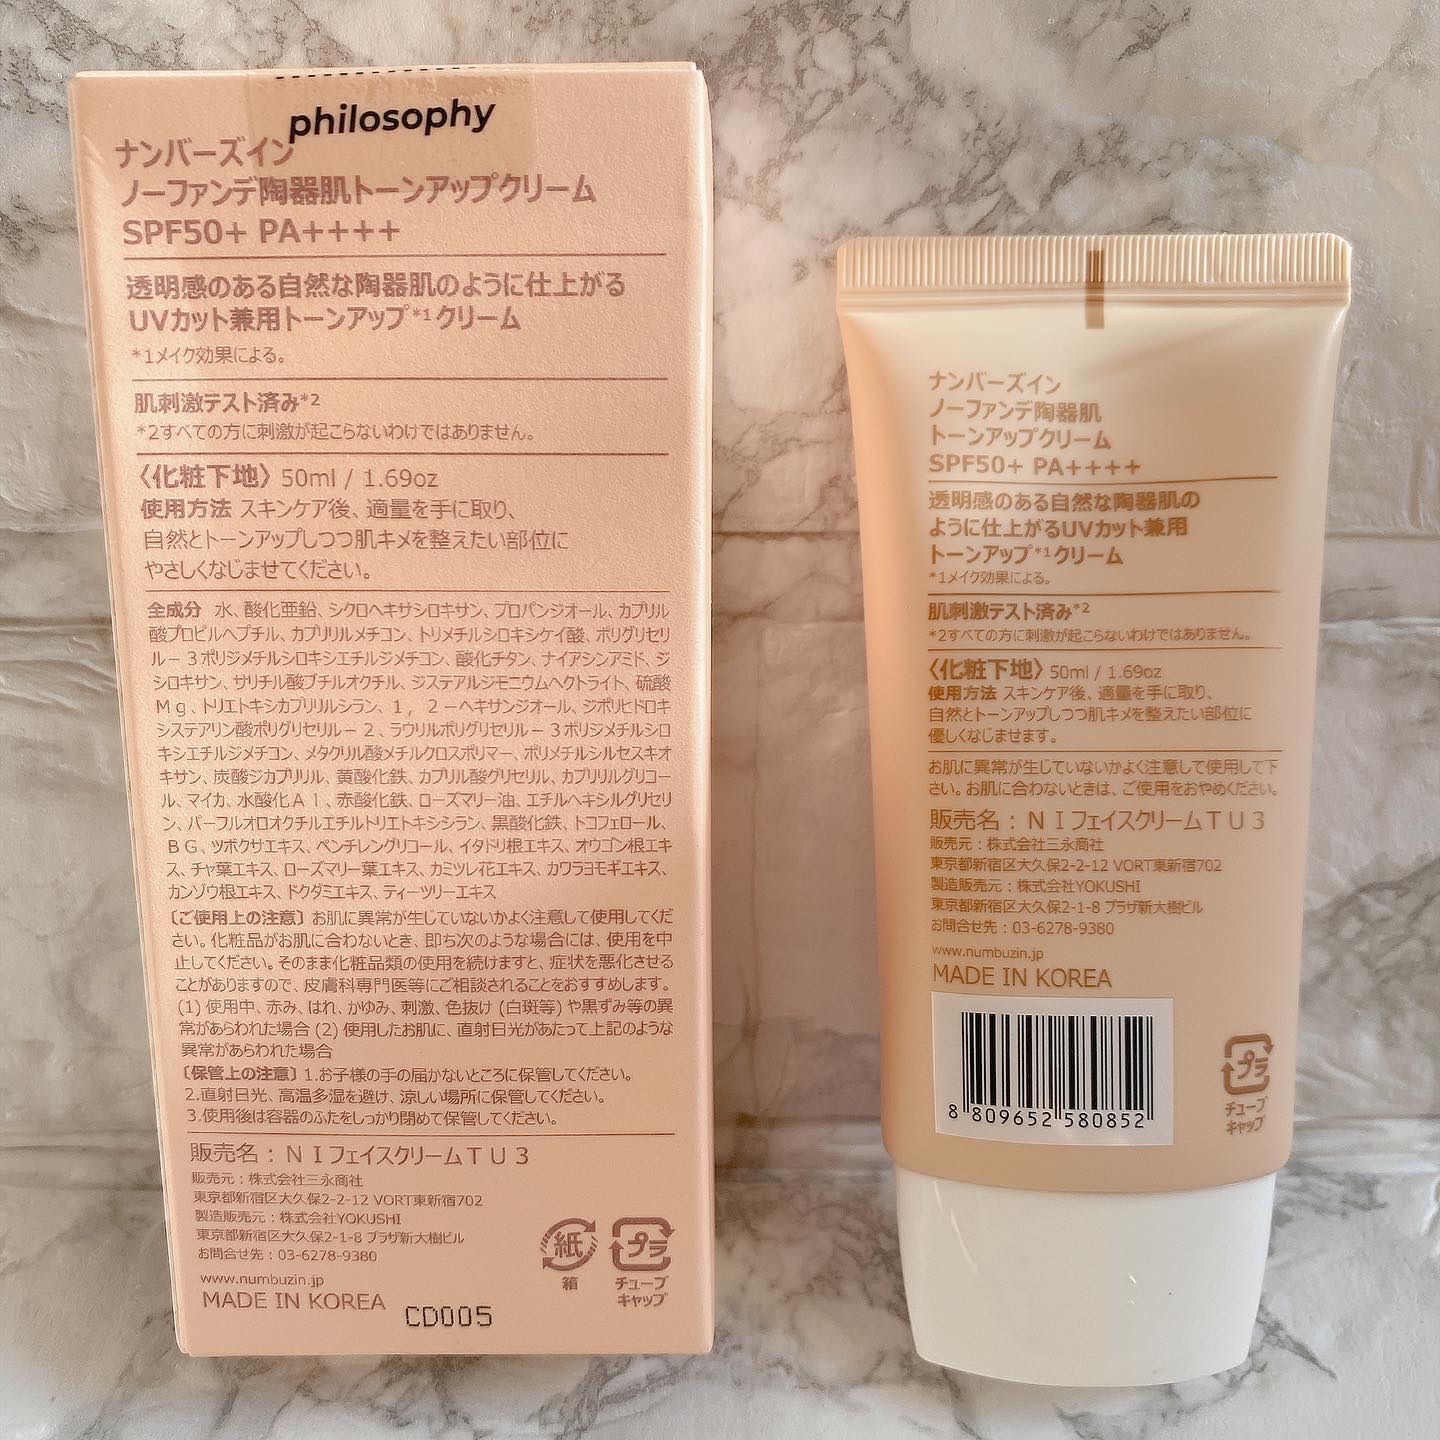 philosophy
ナンバーズイン
ノーファンデ陶器肌トーンアップクリーム
SPF50+ PA++++
透明感のある自然な陶器肌のように仕上がる
UVカット兼用トーンアップ*1クリーム
*1メイク効果による。
肌刺激テスト済み*2
*2すべての方に刺激が起こらないわけではありません。
〈化粧下地〉 50ml / 1.69oz
使用方法 スキンケア後、適量を手に取り、
自然とトーンアップしつつ肌キメを整えたい部位に
やさしくなじませてください。
全成分 水、酸化亜鉛、シクロヘキサシロキサン、プロパンジオール、カプリル
酸プロピルヘプチル、カプリリルメチコン、トリメチルシロキシケイ酸、ポリグリセリ
ル－３ポリジメチルシロキシエチルジメチコン、酸化チタン、ナイアシンアミド、ジ
シロキサン、サリチル酸ブチルオクチル、ジステアルジモニウムヘクトライト、硫酸
Ｍｇ、トリエトキシカプリリルシラン、１，２－ヘキサンジオール、ジポリヒドロキ
システアリン酸ポリグリセリル－２、ラウリルポリグリセリル－３ポリジメチルシロ
キシエチルジメチコン、メタクリル酸メチルクロスポリマー、ポリメチルシルセスキオ
キサン、炭酸ジカプリリル、黄酸化鉄、カプリル酸グリセリル、カプリリルグリコー
ル、マイカ、水酸化Ａｌ、赤酸化鉄、ローズマリー油、エチルヘキシルグリセリ
ン、パーフルオロオクチルエチルトリエトキシシラン、黒酸化鉄、トコフェロール、
ＢＧ、ツボクサエキス、ペンチレングリコール、イタドリ根エキス、オウゴン根エキ
ス、チャ葉エキス、ローズマリー葉エキス、カミツレ花エキス、カワラヨモギエキス、
カンゾウ根エキス、ドクダミエキス、ティーツリーエキス
〔ご使用上の注意〕お肌に異常が生じていないかよく注意して使用してくだ
さい。化粧品がお肌に合わないとき、即ち次のような場合には、使用を中
止してください。そのまま化粧品類の使用を続けますと、症状を悪化させる
ことがありますので、皮膚科専門医等にご相談されることをおすすめします。
(1) 使用中、赤み、はれ、かゆみ、刺激、色抜け (白斑等) や黒ずみ等の異
常があらわれた場合 (2) 使用したお肌に、直射日光があたって上記のような
異常があらわれた場合
〔保管上の注意〕1.お子様の手の届かないところに保管してください。
2.直射日光、高温多湿を避け、涼しい場所に保管してください。
3.使用後は容器のふたをしっかり閉めて保管してください。
販売名：ＮＩフェイスクリームＴＵ３
販売元：株式会社三永商社
東京都新宿区大久保2-2-12 VORT東新宿702
製造販売元：株式会社YOKUSHI
東京都新宿区大久保2-1-8 プラザ新大樹ビル
お問合せ先：03-6278-9380
www.numbuzin.jp
MADE IN KOREA
CD005
紙
箱
プラ
チューブ
キャップ
ナンバーズイン
ノーファンデ陶器肌
トーンアップクリーム
SPF50+ PA++++
透明感のある自然な陶器肌の
ように仕上がるUVカット兼用
トーンアップ*1クリーム
*1メイク効果による。
肌刺激テスト済み*2
*2すべての方に刺激が起こらないわけではありません。
〈化粧下地〉 50ml / 1.69oz
使用方法 スキンケア後、適量を手に取り、
自然とトーンアップしつつ肌キメを整えたい部位に
優しくなじませます。
お肌に異常が生じていないかよく注意して使用して下
さい。お肌に合わないときは、ご使用をおやめください。
販売名：ＮＩフェイスクリームＴＵ３
販売元：株式会社三永商社
東京都新宿区大久保2-2-12 VORT東新宿702
製造販売元：株式会社YOKUSHI
東京都新宿区大久保2-1-8 プラザ新大樹ビル
お問合せ先：03-6278-9380
www.numbuzin.jp
MADE IN KOREA
8 809652 580852
プラ
チューブ
キャップ